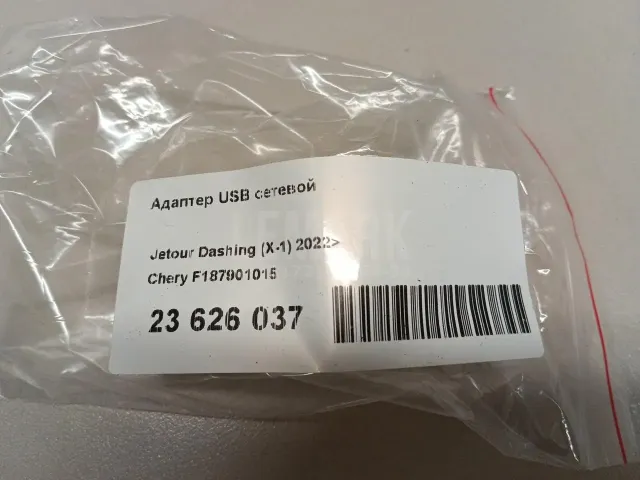 Адаптер USB сетевой
Jetour Dashing (X-1) 2022>
Chery F187901015
23 626 037